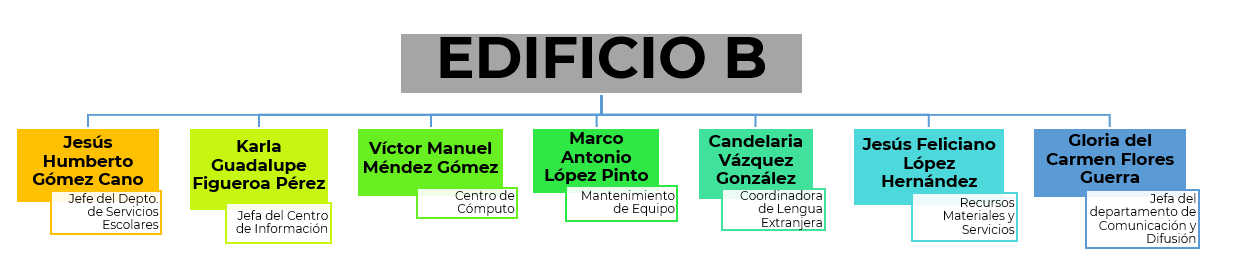 EDIFICIO B
Jesús
Humberto
Gómez Cano
Jefe del Depto.
de Servicios
Escolares
Karla
Guadalupe
Figueroa Pérez
Jefa del Centro
de Información
Víctor Manuel
Méndez Gómez
Centro de
Cómputo
Marco
Antonio
López Pinto
Mantenimiento
de Equipo
Candelaria
Vázquez
González
Coordinadora
de Lengua
Extranjera
Jesús Feliciano
López
Hernández
Recursos
Materiales y
Servicios
Gloria del
Carmen Flores
Guerra
Jefa del
departamento de
Comunicación y
Difusión